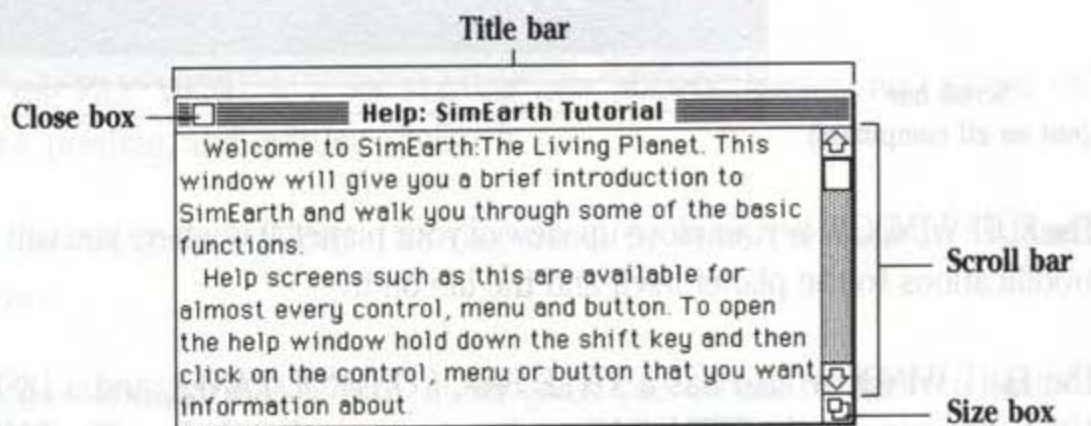 Title bar
Close box
Help: SimEarth Tutorial
Welcome to SimEarth:The Living Planet. This
window will give you a brief introduction to
SimEarth and walk you through some of the basic
functions.
Help screens such as this are available for
almost every control, menu and button. To open
the help window hold down the shift key and then
click on the control, menu or button that you want
information about
Scroll bar
Size box